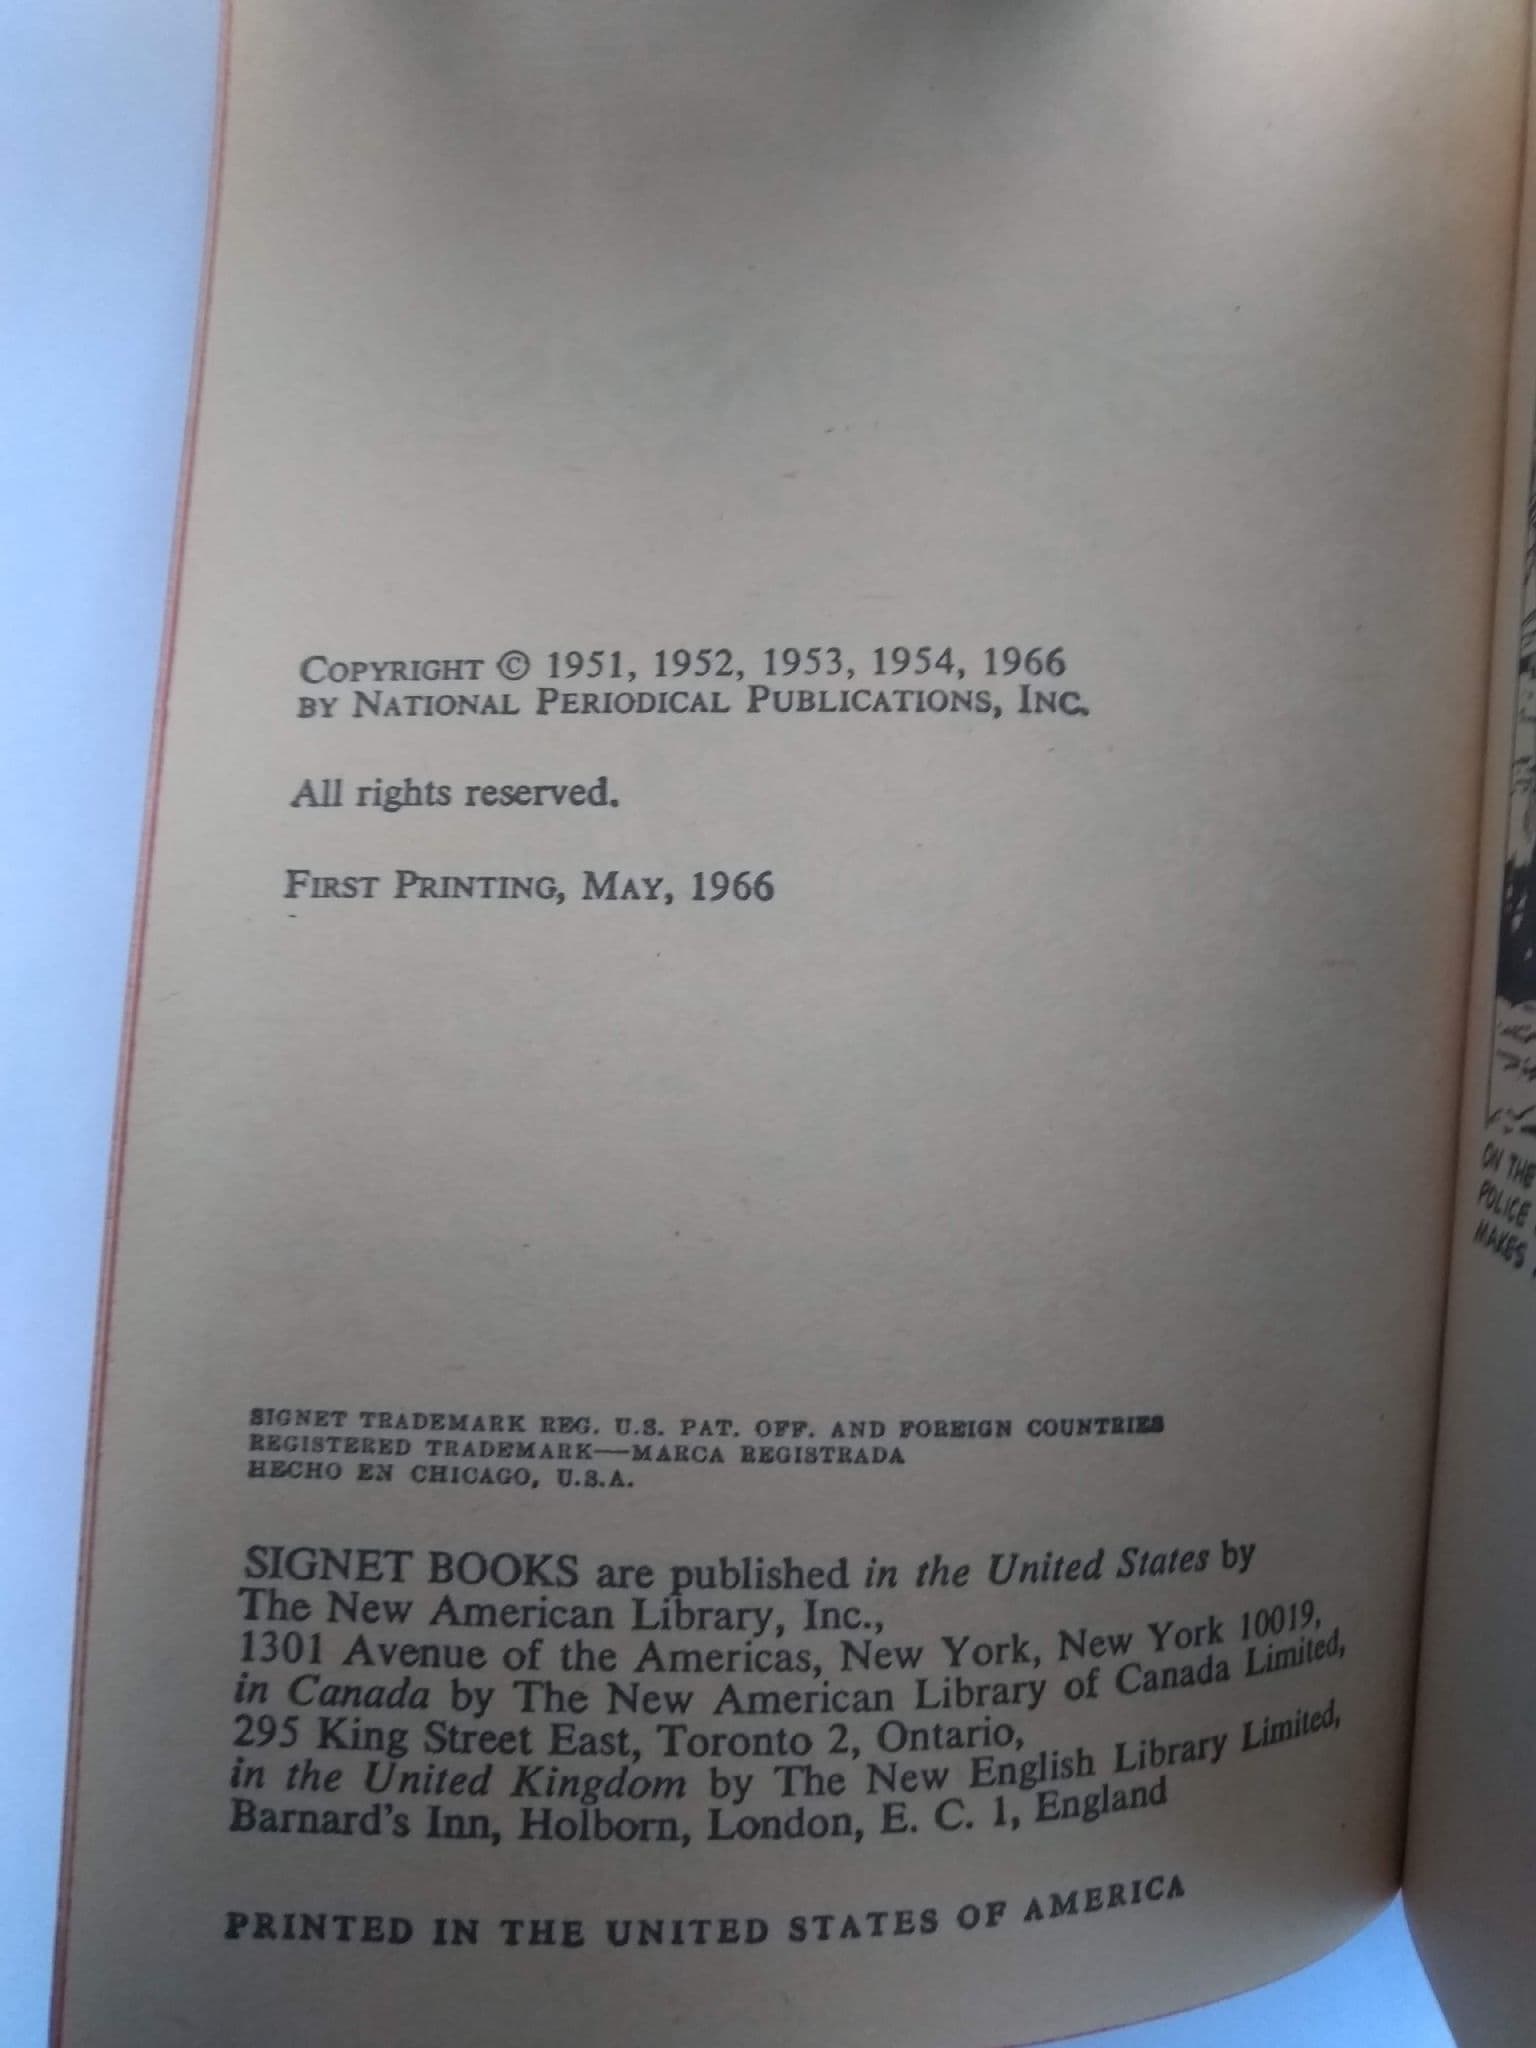 COPYRIGHT © 1951, 1952, 1953, 1954, 1966
BY NATIONAL PERIODICAL PUBLICATIONS, INC.
All rights reserved.
FIRST PRINTING, MAY, 1966
SIGNET TRADEMARK REG. U.S. PAT. OFF. AND FOREIGN COUNTRIES
REGISTERED TRADEMARK—MARCA REGISTRADA
HECHO EN CHICAGO, U.S.A.
SIGNET BOOKS are published in the United States by
The New American Library, Inc.,
1301 Avenue of the Americas, New York, New York 10019,
in Canada by The New American Library of Canada Limited,
295 King Street East, Toronto 2, Ontario,
in the United Kingdom by The New English Library Limited,
Barnard's Inn, Holborn, London, E. C. 1, England
PRINTED IN THE UNITED STATES OF AMERICA
ON THE
POLICE
MAKES